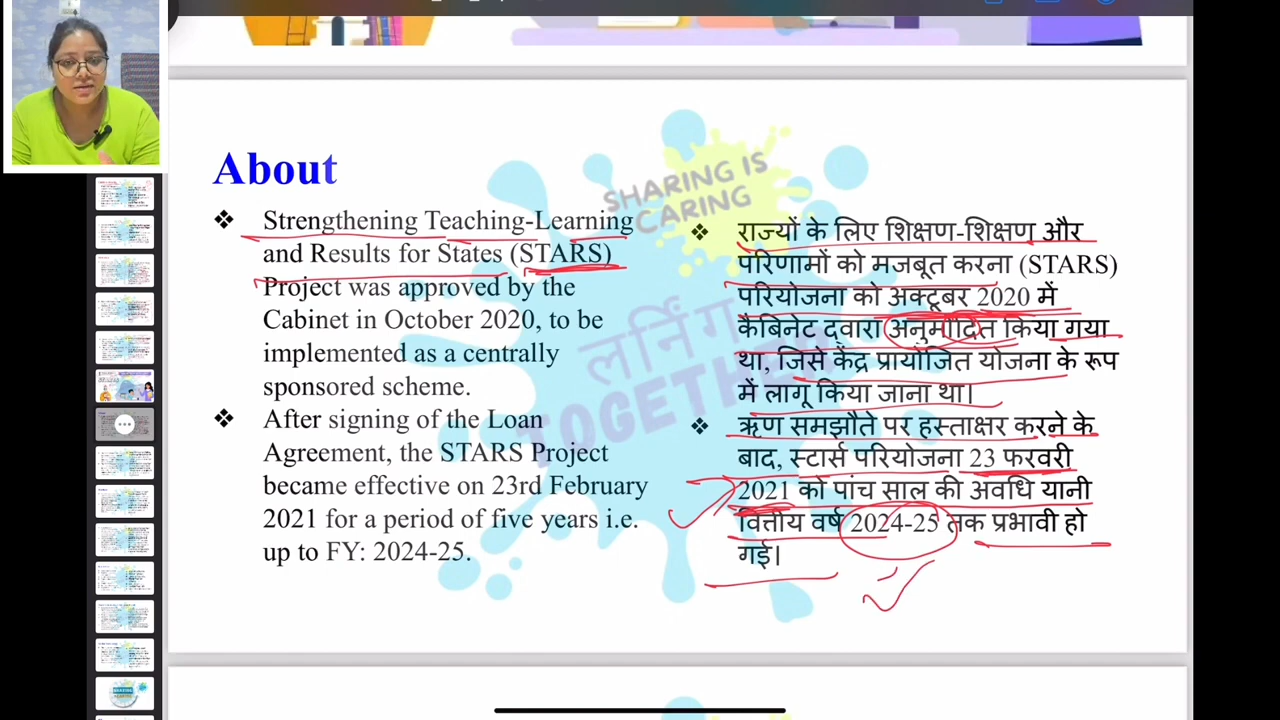 About
❖ Strengthening Teaching-Learning
and Results for States (STARS)
Project was approved by the
Cabinet in October 2020, to be
implemented as a centrally
sponsored scheme.
❖ After signing of the Loan
Agreement, the STARS Project
became effective on 23rd February
2021 for a period of five years i.e.
up to FY: 2024-25.
❖ राज्यों के लिए शिक्षण-शिक्षण और
परिणामों को मजबूत करना (STARS)
परियोजना को अक्टूबर 2020 में
कैबिनेट द्वारा अनुमोदित किया गया
था, जिसे केंद्र प्रायोजित योजना के रूप
में लागू किया जाना था।
❖ ऋण समझौते पर हस्ताक्षर करने के
बाद, स्टार्स परियोजना 23 फरवरी
2021 को पांच साल की अवधि यानी
वित्तीय वर्ष 2024-25 तक प्रभावी हो
गई।
SHARING IS
CARING
लर्निंग
TOGETHER